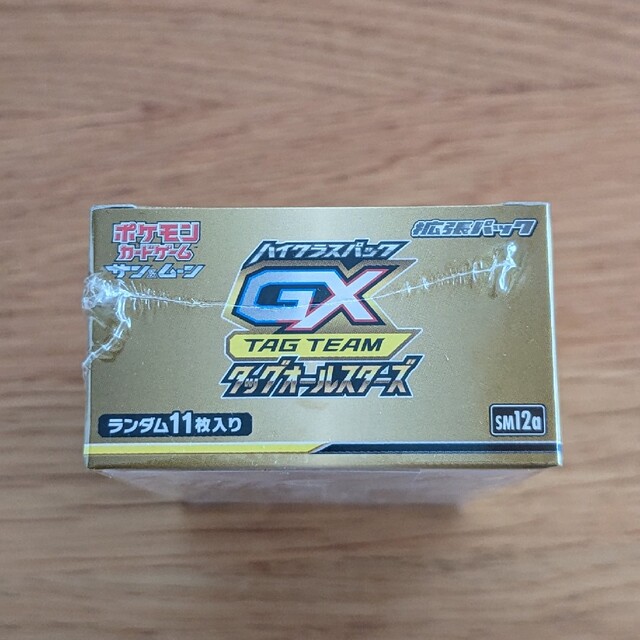 ポケモン
カードゲーム
サン&ムーン
拡張パック
ハイクラスパック
GX
TAG TEAM
タッグオールスターズ
ランダム11枚入り
SM12a